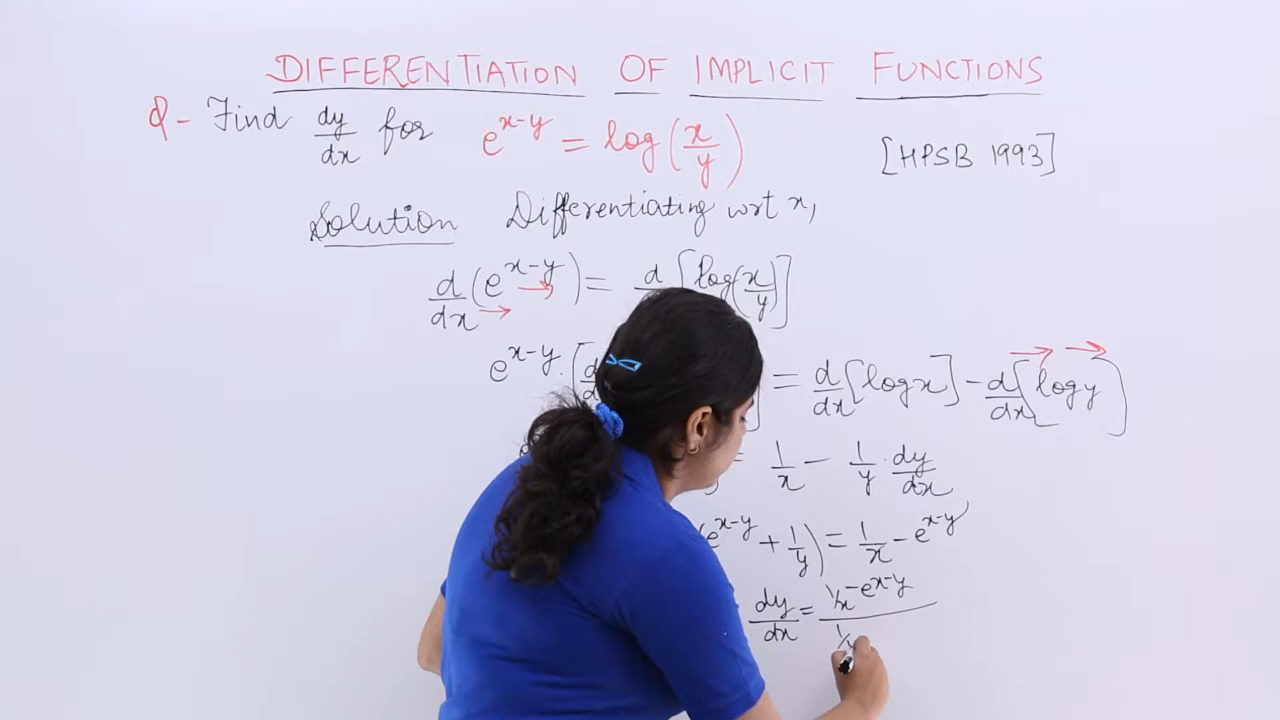 DIFFERENTIATION OF IMPLICIT FUNCTIONS
Q- Find dy/dx for e^{x-y} = log(x/y) [HPSB 1993]
Solution Differentiating wrt x,
d/dx (e^{x-y}) = d [log(x/y)]
e^{x-y} . [ ] = d/dx [log x] - d/dx [log y]
1/x - 1/y . dy/dx
(e^{x-y} + 1/y) = 1/x - e^{x-y}
dy/dx = 1/x - e^{x-y}
1/